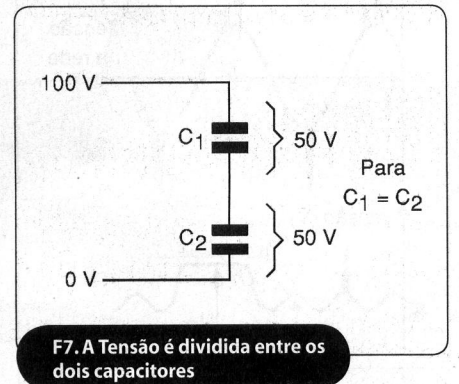 100 V
C1
50 V
Para
C1 = C2
C2
50 V
0 V
F7. A Tensão é dividida entre os
dois capacitores